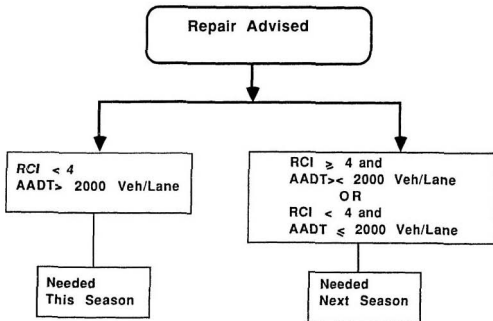 Repair Advised
RCI < 4
AADT> 2000 Veh/Lane
RCI ≥ 4 and
AADT>< 2000 Veh/Lane
OR
RCI < 4 and
AADT ≤ 2000 Veh/Lane
Needed
This Season
Needed
Next Season